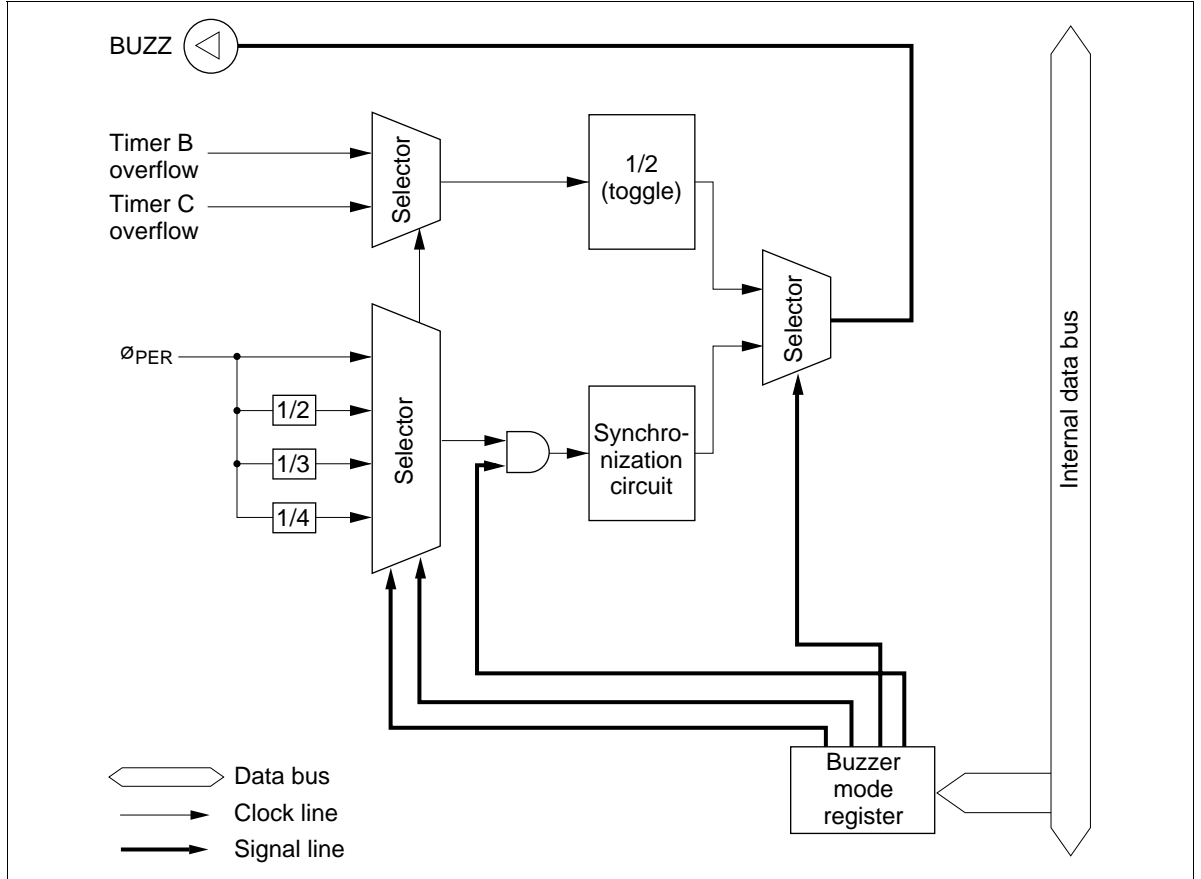 BUZZ
Timer B
overflow
Timer C
overflow
Selector
1/2
(toggle)
Selector
øPER
1/2
1/3
1/4
Selector
Synchro-
nization
circuit
Internal data bus
Buzzer
mode
register
Data bus
Clock line
Signal line